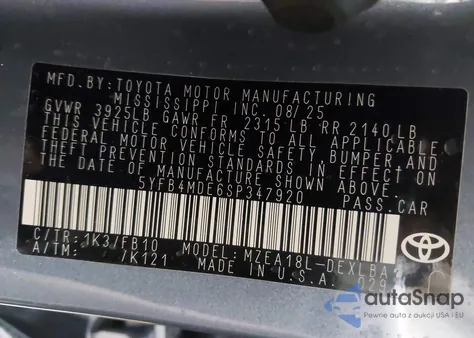 MFD. BY: TOYOTA MOTOR MANUFACTURING
MISSISSIPPI INC. 08/25
GVWR 3925LB GAWR FR 2315 LB RR 2140 LB
THIS VEHICLE CONFORMS TO ALL APPLICABLE
FEDERAL MOTOR VEHICLE SAFETY, BUMPER AND
THEFT PREVENTION STANDARDS IN EFFECT ON
THE DATE OF MANUFACTURE SHOWN ABOVE.
5YFB4MDE6SP347920 PASS.CAR
C/TR: 1K3/FB10 MODEL: MZEA18L-DEXLBA
A/TM: /K121 MADE IN U.S.A.
TOYOTA
autoSnap
Pewne auta z USA i EU